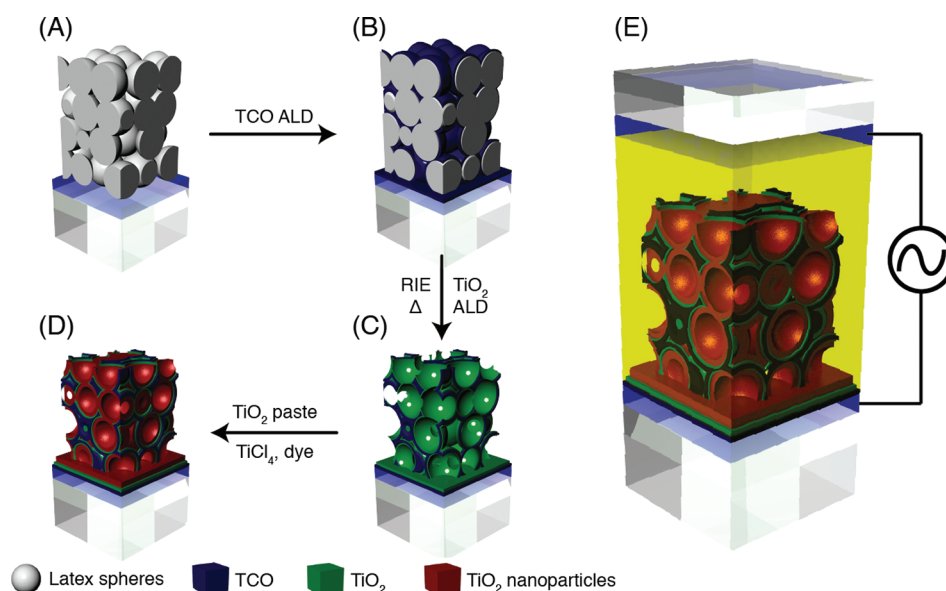 (A)
TCO ALD
(B)
(E)
RIE
Δ
TiO₂
ALD
(D)
TiO₂ paste
TiCl₄, dye
(C)
Latex spheres
TCO
TiO₂
TiO₂ nanoparticles